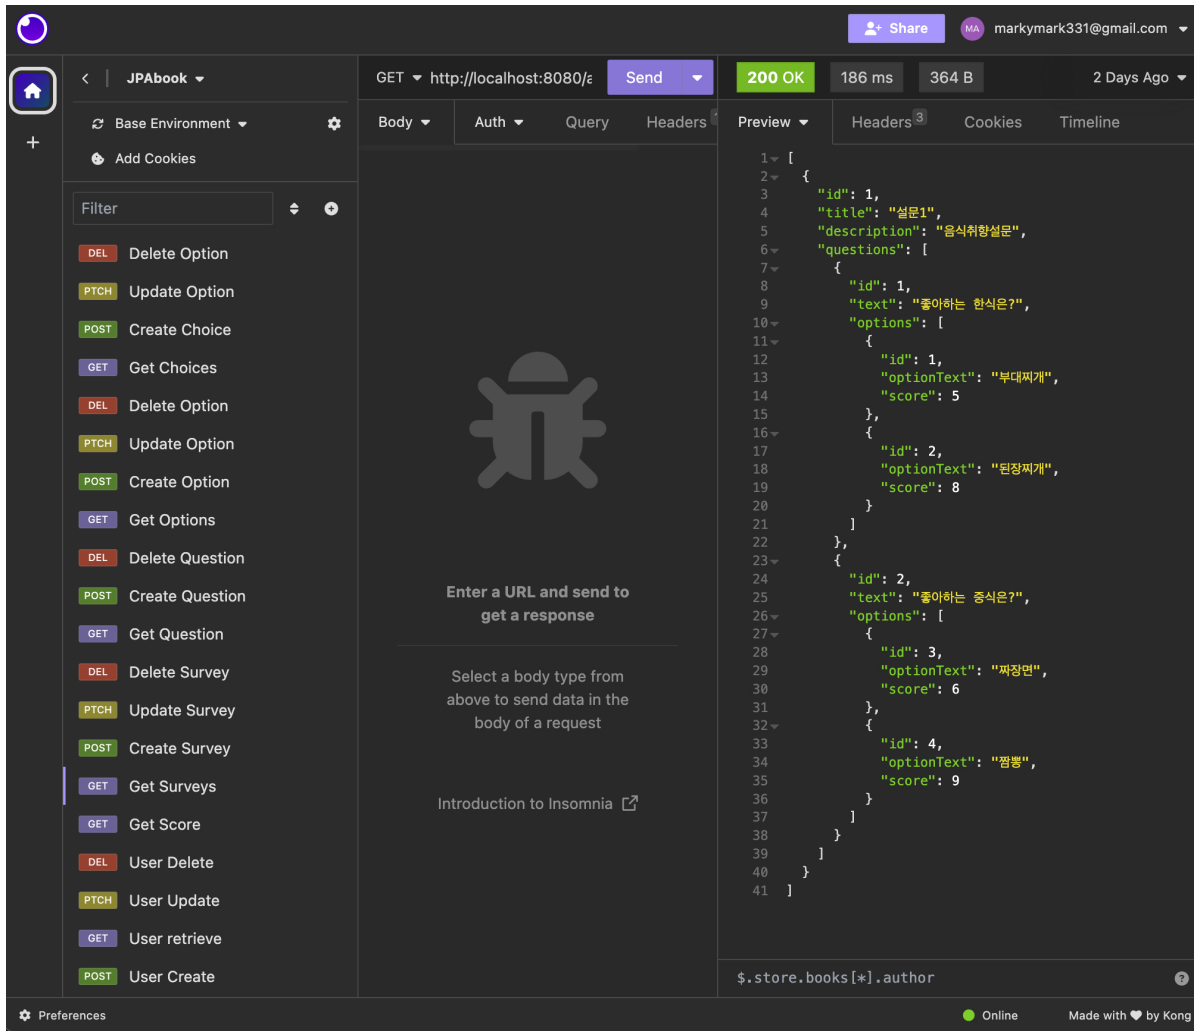 Share
MA
markymark331@gmail.com
JPAbook
Base Environment
Add Cookies
Filter
DEL Delete Option
PTCH Update Option
POST Create Choice
GET Get Choices
DEL Delete Option
PTCH Update Option
POST Create Option
GET Get Options
DEL Delete Question
POST Create Question
GET Get Question
DEL Delete Survey
PTCH Update Survey
POST Create Survey
GET Get Surveys
GET Get Score
DEL User Delete
PTCH User Update
GET User retrieve
POST User Create
GET http://localhost:8080/a Send
Body Auth Query Headers
Enter a URL and send to
get a response
Select a body type from
above to send data in the
body of a request
Introduction to Insomnia
200 OK 186 ms 364 B 2 Days Ago
Preview Headers 3 Cookies Timeline
1 [
2 {
3 "id": 1,
4 "title": "설문1",
5 "description": "음식취향설문",
6 "questions": [
7 {
8 "id": 1,
9 "text": "좋아하는 한식은?",
10 "options": [
11 {
12 "id": 1,
13 "optionText": "부대찌개",
14 "score": 5
15 },
16 {
17 "id": 2,
18 "optionText": "된장찌개",
19 "score": 8
20 }
21 ]
22 },
23 {
24 "id": 2,
25 "text": "좋아하는 중식은?",
26 "options": [
27 {
28 "id": 3,
29 "optionText": "짜장면",
30 "score": 6
31 },
32 {
33 "id": 4,
34 "optionText": "짬뽕",
35 "score": 9
36 }
37 ]
38 }
39 ]
40 }
41 ]
$.store.books[*].author
Preferences
Online
Made with ♥ by Kong